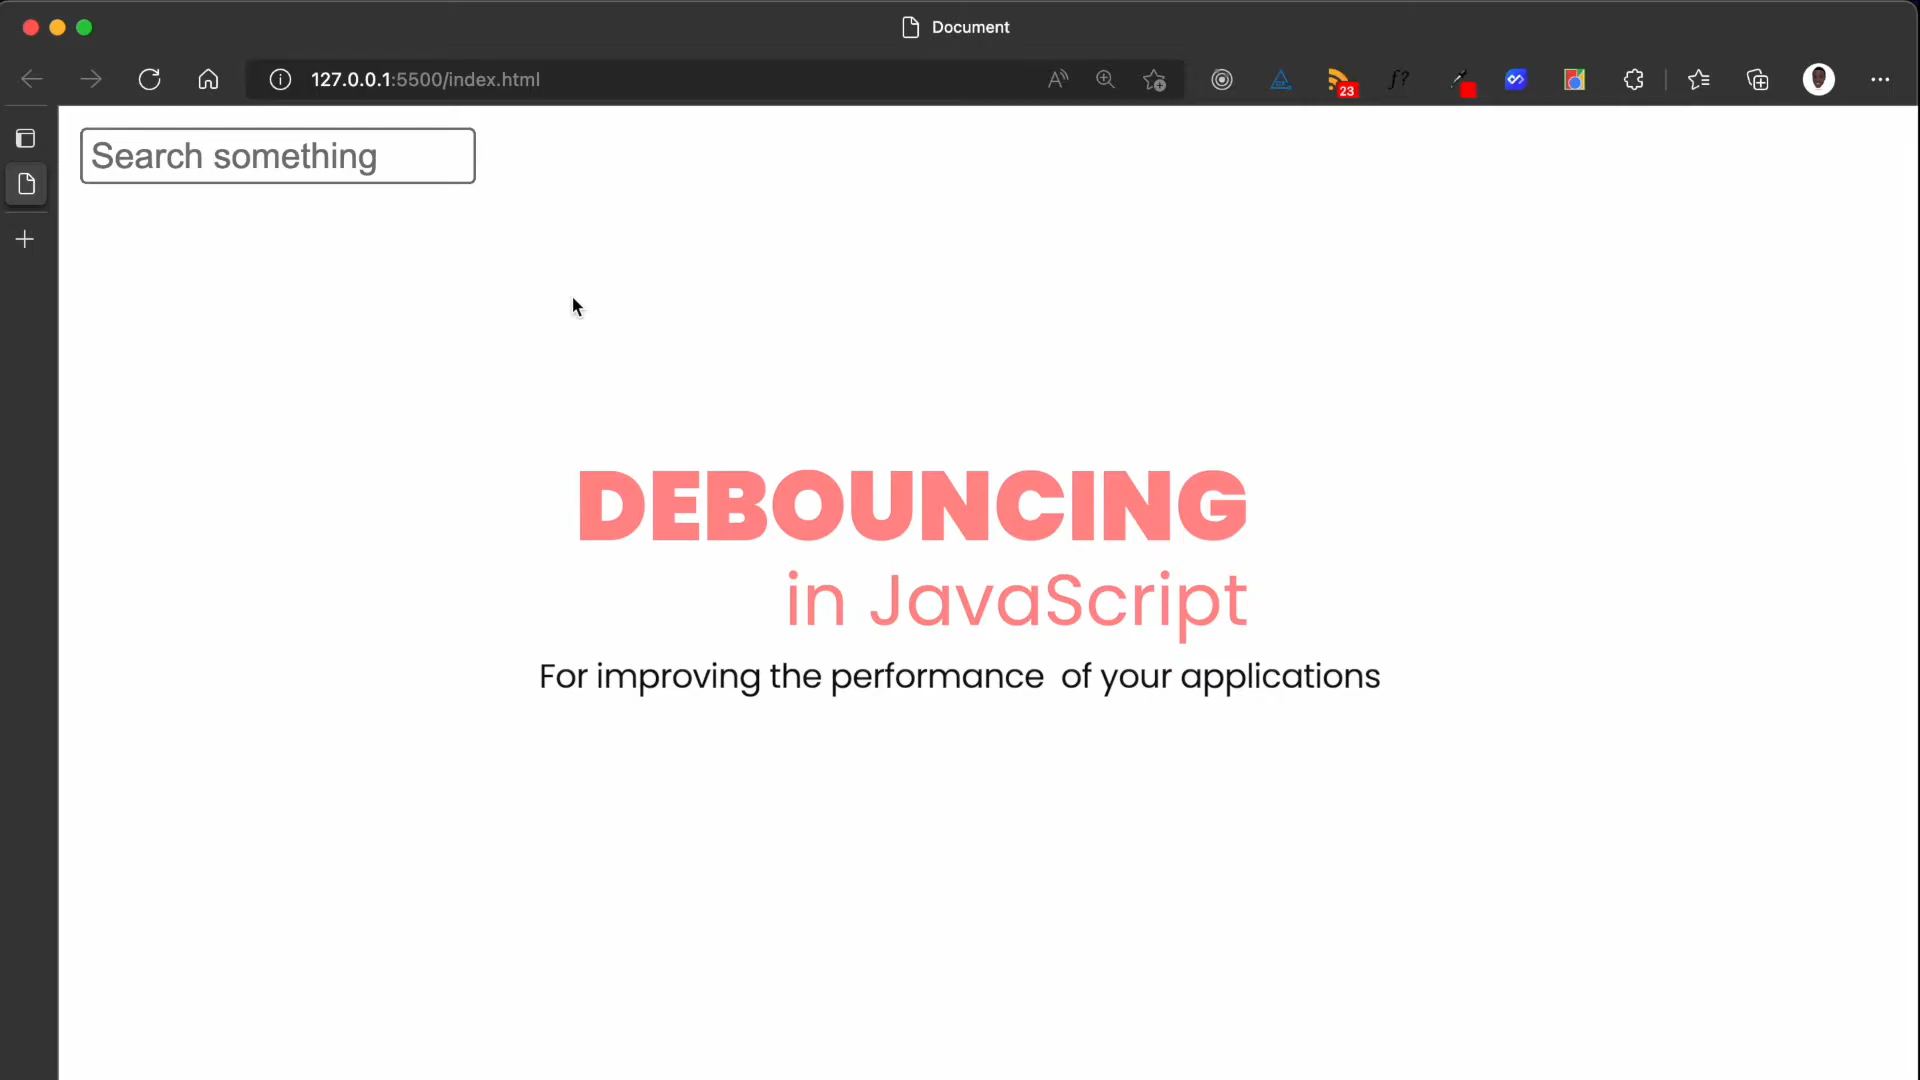 Document
127.0.0.1:5500/index.html
23
f?
Search something
DEBOUNCING
in JavaScript
For improving the performance of your applications